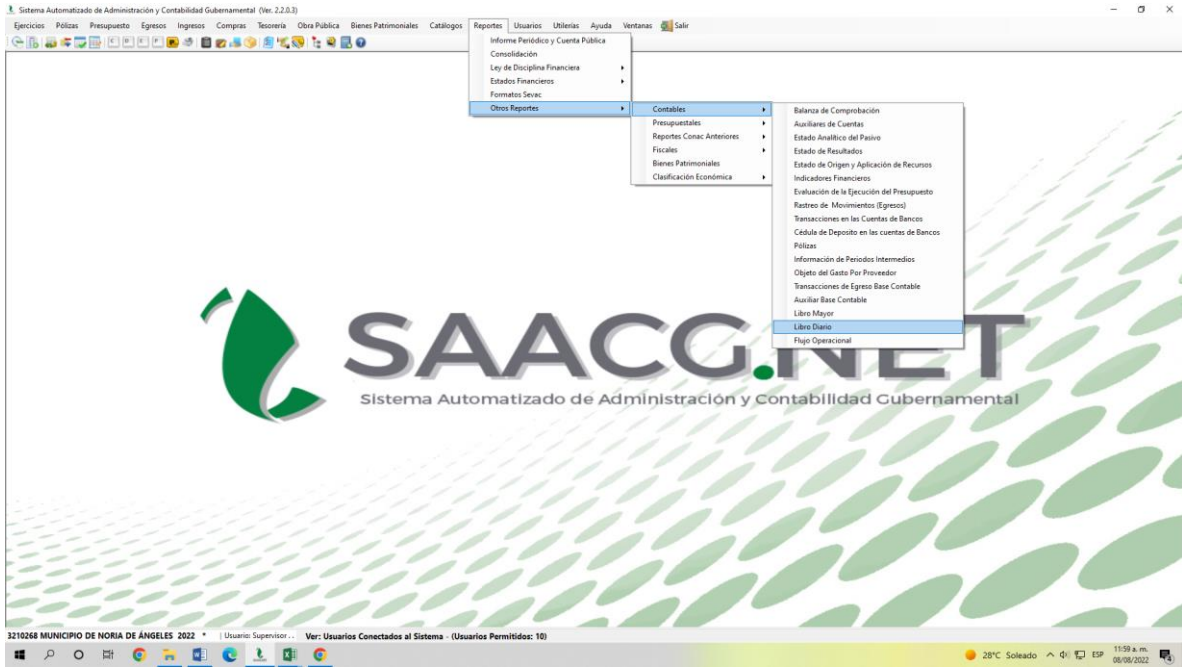 Sistema Automatizado de Administración y Contabilidad Gubernamental (Ver. 2.2.0.3)
Ejercicios Pólizas Presupuesto Egresos Ingresos Compras Tesorería Obra Pública Bienes Patrimoniales Catálogos Reportes Usuarios Utilerías Ayuda Ventanas Salir
Informe Periódico y Cuenta Pública
Consolidación
Ley de Disciplina Financiera
Estados Financieros
Formatos Sevac
Otros Reportes
Contables
Presupuestales
Reportes Conac Anteriores
Fiscales
Bienes Patrimoniales
Clasificación Económica
Balanza de Comprobación
Auxiliares de Cuentas
Estado Analítico del Pasivo
Estado de Resultados
Estado de Origen y Aplicación de Recursos
Indicadores Financieros
Evaluación de la Ejecución del Presupuesto
Rastreo de Movimientos (Egresos)
Transacciones en las Cuentas de Bancos
Cédula de Deposito en las cuentas de Bancos
Pólizas
Información de Periodos Intermedios
Objeto del Gasto Por Proveedor
Transacciones de Egreso Base Contable
Auxiliar Base Contable
Libro Mayor
Libro Diario
Flujo Operacional
SAACG.NET
Sistema Automatizado de Administración y Contabilidad Gubernamental
3210268 MUNICIPIO DE NORIA DE ÁNGELES 2022 * | Usuario: Supervisor . . Ver: Usuarios Conectados al Sistema - (Usuarios Permitidos: 10)
28°C Soleado ESP 11:59 a. m.
08/08/2022